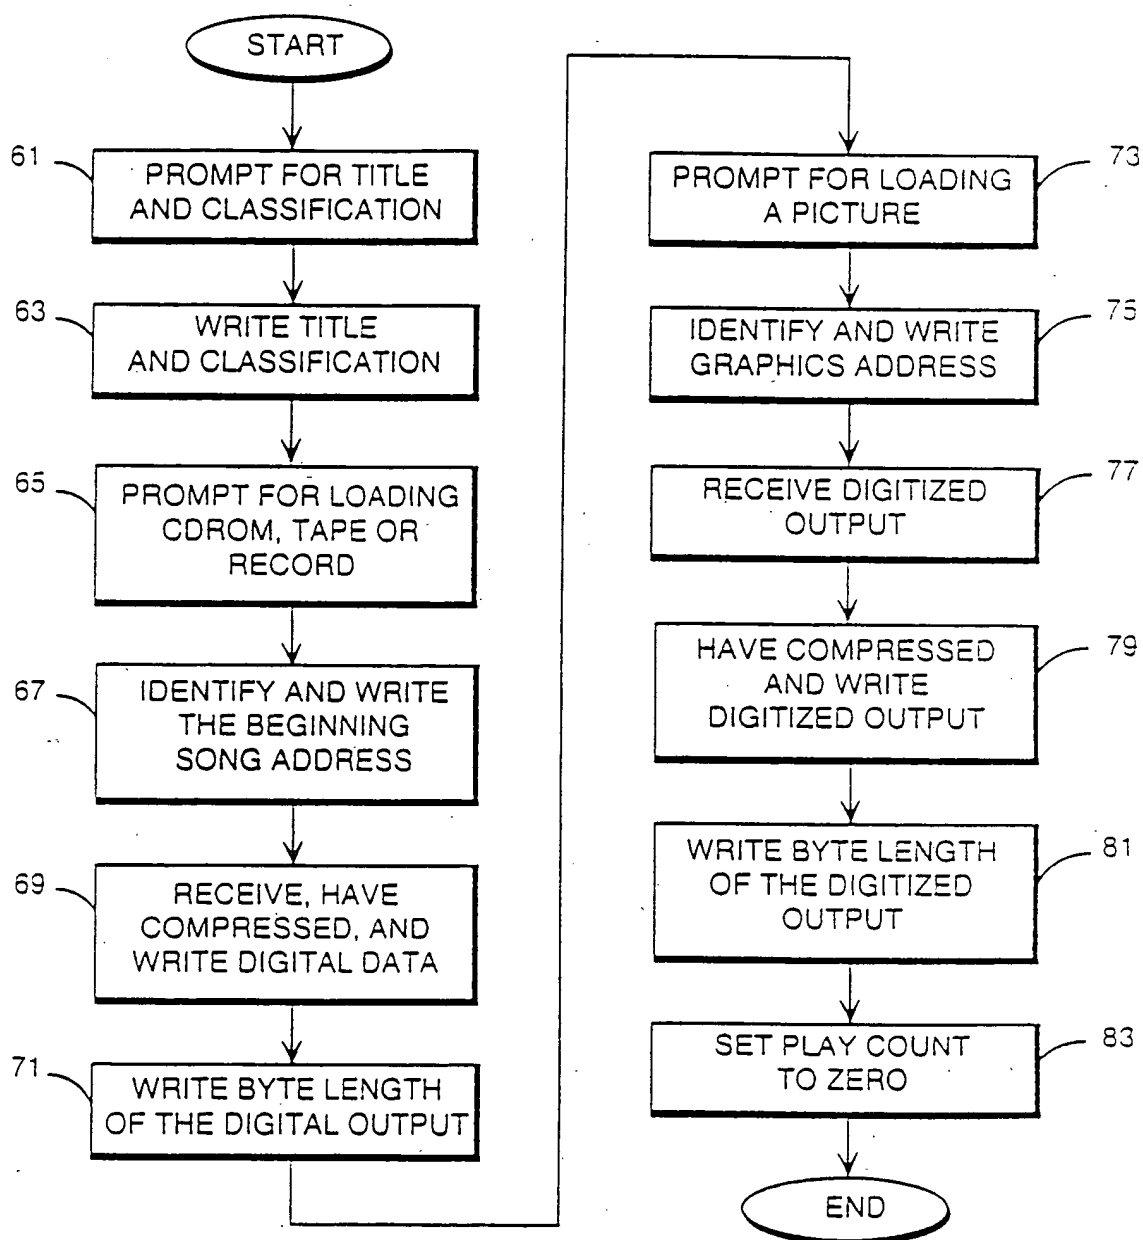 START
61
PROMPT FOR TITLE
AND CLASSIFICATION
63
WRITE TITLE
AND CLASSIFICATION
65
PROMPT FOR LOADING
CDROM, TAPE OR
RECORD
67
IDENTIFY AND WRITE
THE BEGINNING
SONG ADDRESS
69
RECEIVE, HAVE
COMPRESSED, AND
WRITE DIGITAL DATA
71
WRITE BYTE LENGTH
OF THE DIGITAL OUTPUT
73
PROMPT FOR LOADING
A PICTURE
75
IDENTIFY AND WRITE
GRAPHICS ADDRESS
77
RECEIVE DIGITIZED
OUTPUT
79
HAVE COMPRESSED
AND WRITE
DIGITIZED OUTPUT
81
WRITE BYTE LENGTH
OF THE DIGITIZED
OUTPUT
83
SET PLAY COUNT
TO ZERO
END